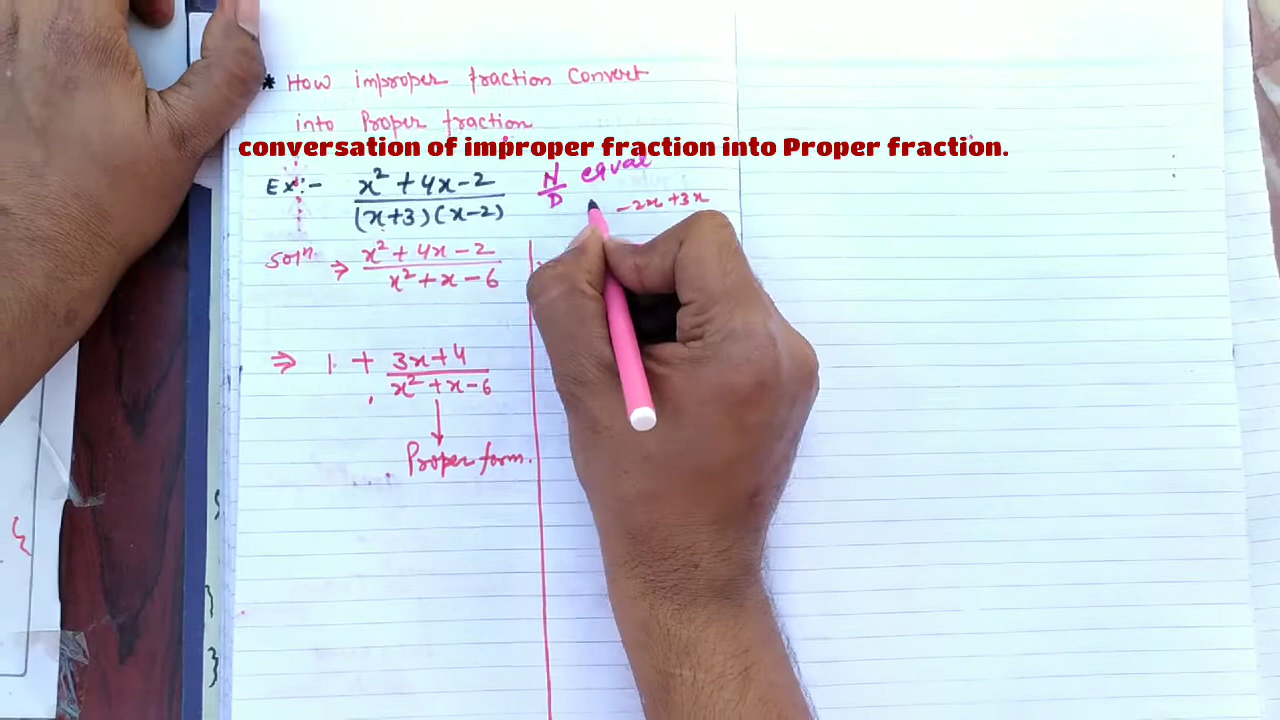 * How improper fraction Convert
into Proper fraction
conversation of improper fraction into Proper fraction.
Ex:- x² + 4x - 2 / (x+3)(x-2) N/D equal
-2x + 3x
Solⁿ. ⇒ x² + 4x - 2 / x² + x - 6
⇒ 1. + 3x+4 / x² + x - 6
↓
Proper form.